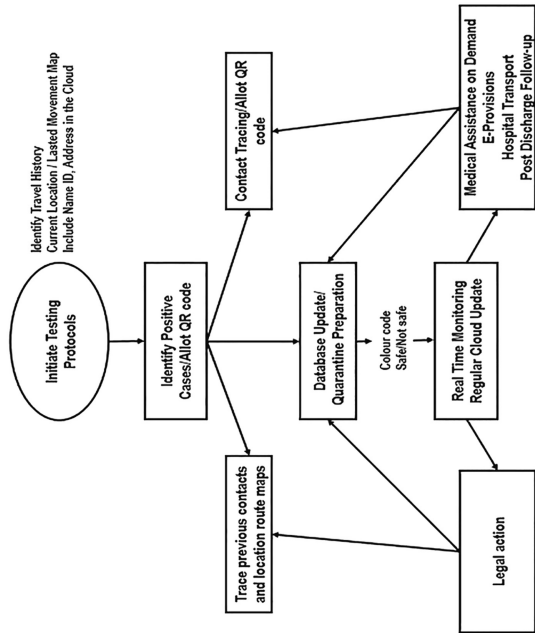 Identify Travel History
Current Location / Lasted Movement Map
Include Name ID, Address in the Cloud
Initiate Testing
Protocols
Identify Positive
Cases/Allot QR code
Trace previous contacts
and location route maps
Contact Tracing/Allot QR
code
Database Update/
Quarantine Preparation
Colour code
Safe/Not safe
Real Time Monitoring
Regular Cloud Update
Legal action
Medical Assistance on Demand
E-Provisions
Hospital Transport
Post Discharge Follow-up